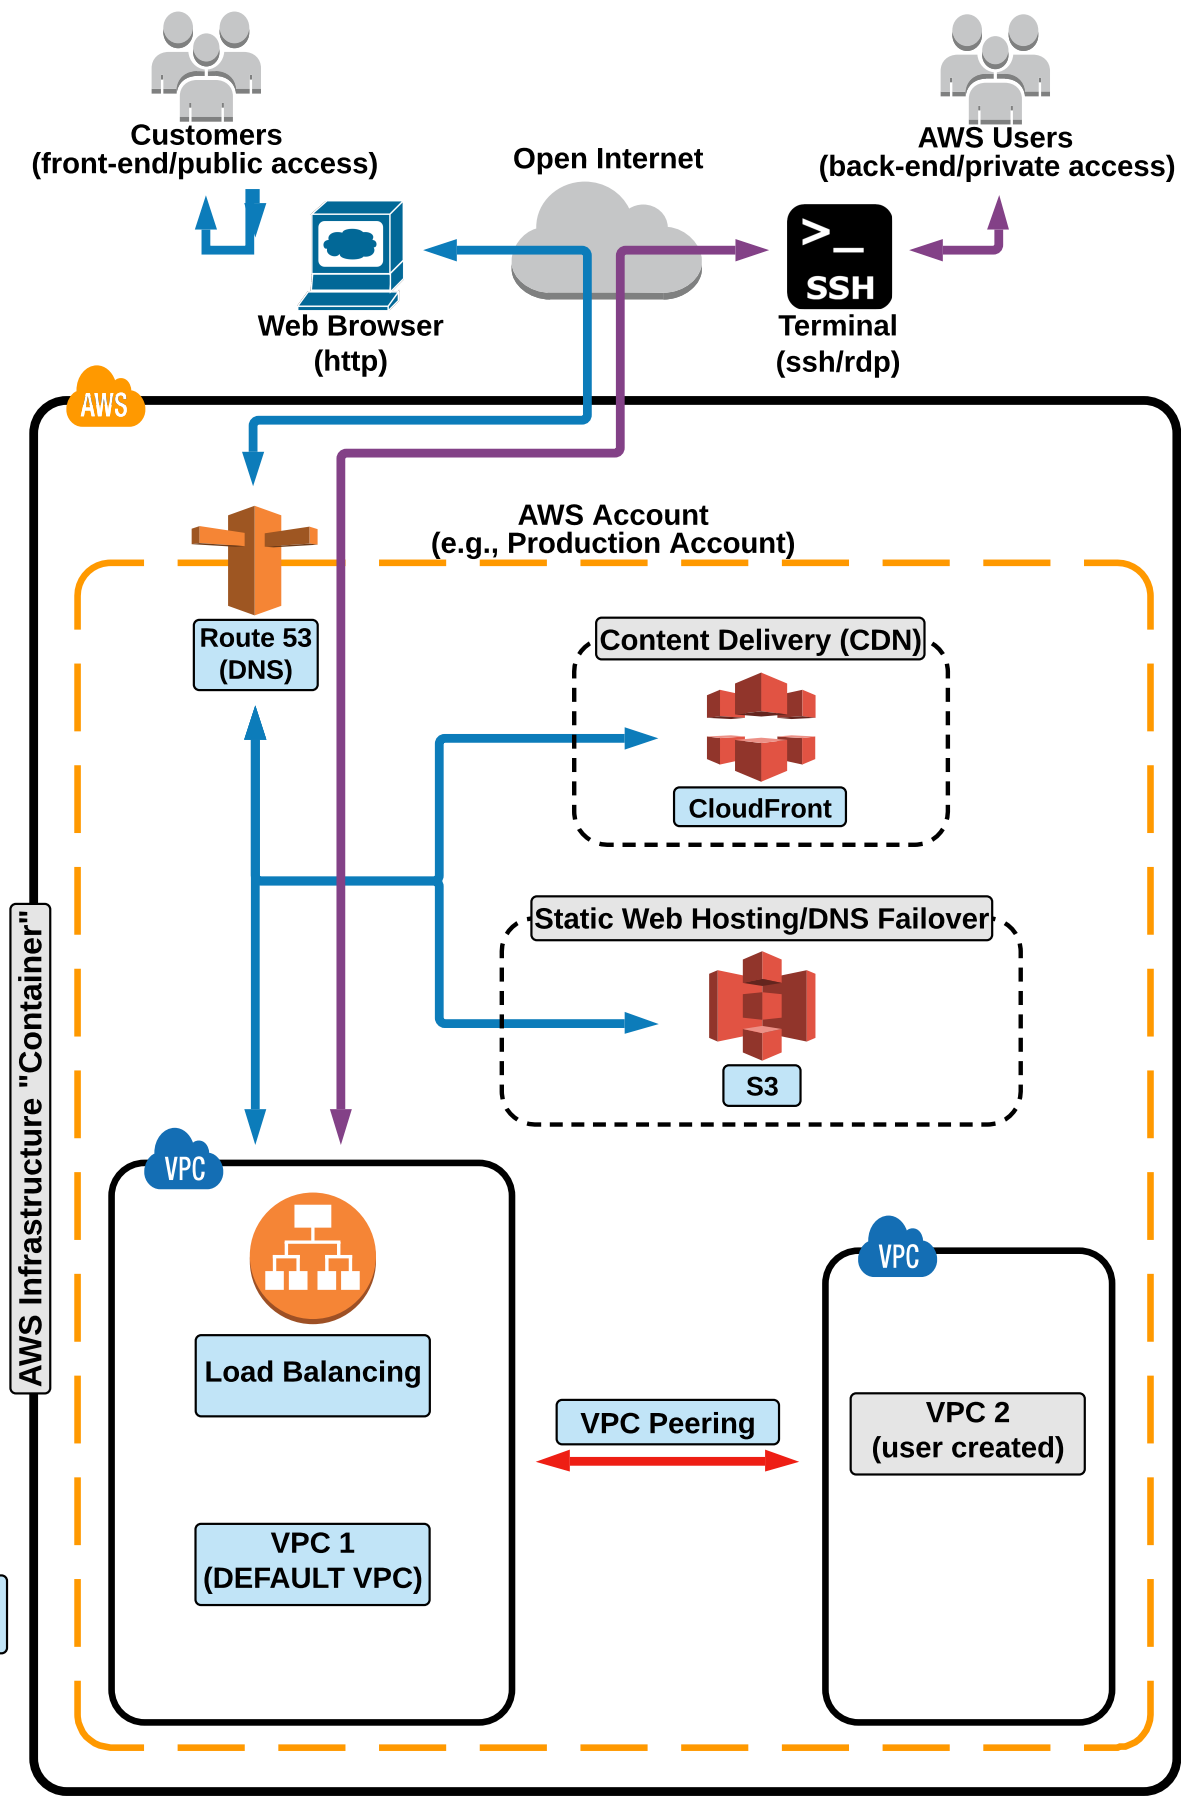 Customers
(front-end/public access)
Open Internet
AWS Users
(back-end/private access)
>_
SSH
Web Browser
(http)
Terminal
(ssh/rdp)
AWS
AWS Account
(e.g., Production Account)
Route 53
(DNS)
Content Delivery (CDN)
CloudFront
Static Web Hosting/DNS Failover
S3
AWS Infrastructure "Container"
VPC
Load Balancing
VPC 1
(DEFAULT VPC)
VPC Peering
VPC
VPC 2
(user created)